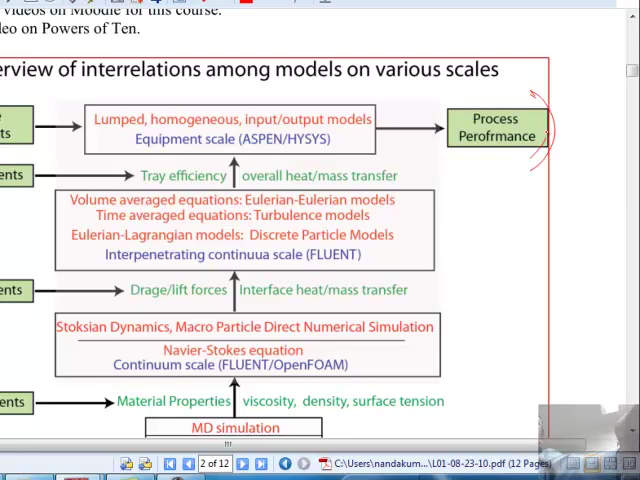 videos on Moodle for this course.
deo on Powers of Ten.
erview of interrelations among models on various scales
Lumped, homogeneous, input/output models
Equipment scale (ASPEN/HYSYS)
Process
Perofrmance
ents
Tray efficiency overall heat/mass transfer
Volume averaged equations: Eulerian-Eulerian models
Time averaged equations: Turbulence models
Eulerian-Lagrangian models: Discrete Particle Models
Interpenetrating continuua scale (FLUENT)
ents
Drage/lift forces Interface heat/mass transfer
Stoksian Dynamics, Macro Particle Direct Numerical Simulation
Navier-Stokes equation
Continuum scale (FLUENT/OpenFOAM)
ents
Material Properties viscosity, density, surface tension
MD simulation
2 of 12
C:\Users\nandakum...\L01-08-23-10.pdf (12 Pages)